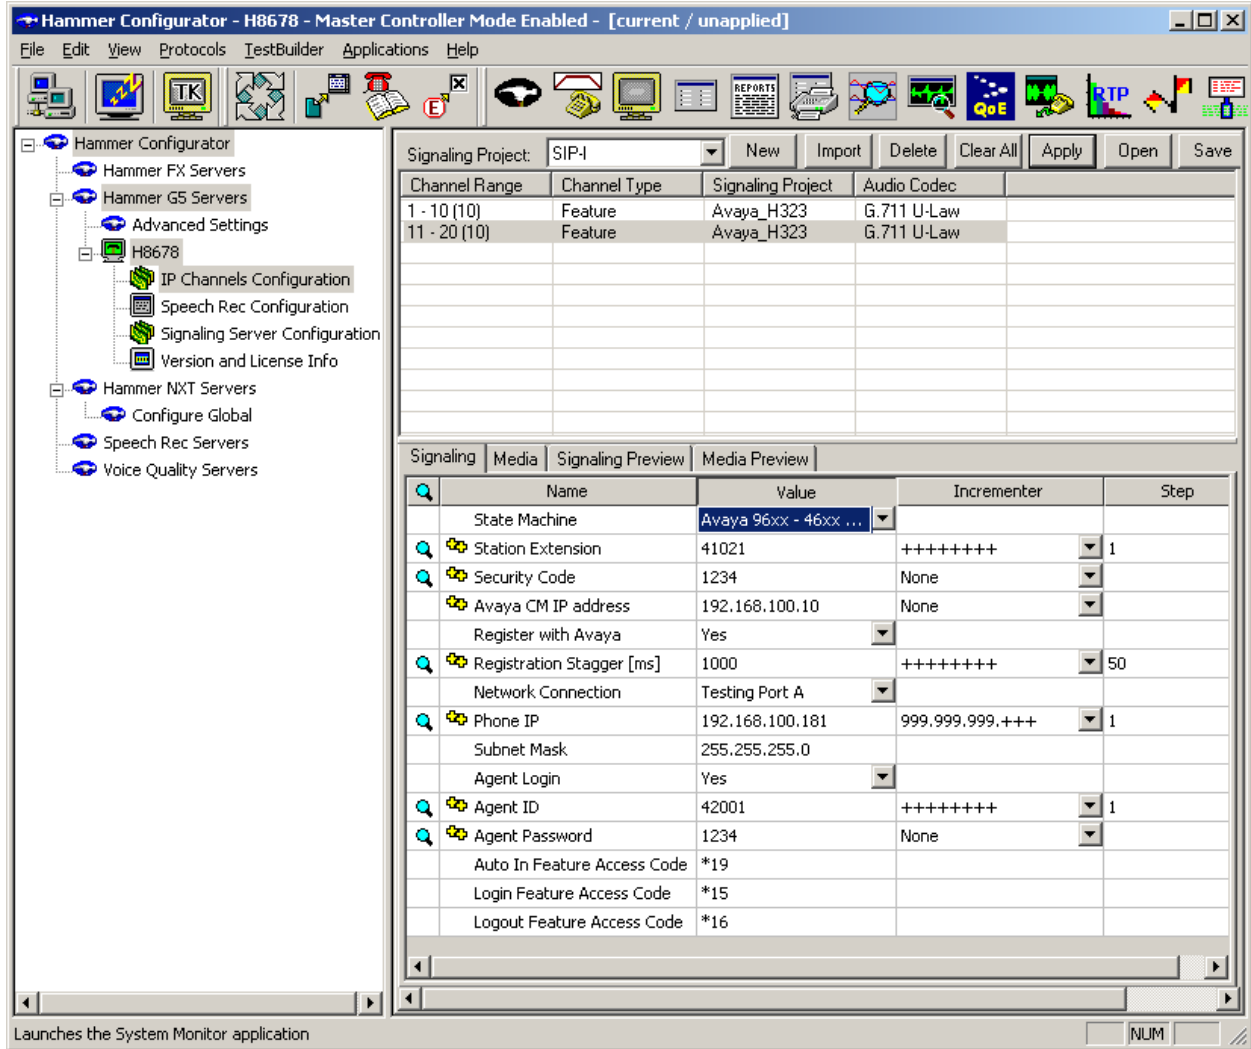 Hammer Configurator - H8678 - Master Controller Mode Enabled - [current / unapplied]
File Edit View Protocols TestBuilder Applications Help
TK E REPORTS QoE RTP
Hammer Configurator
Hammer FX Servers
Hammer G5 Servers
Advanced Settings
H8678
IP Channels Configuration
Speech Rec Configuration
Signaling Server Configuration
Version and License Info
Hammer NXT Servers
Configure Global
Speech Rec Servers
Voice Quality Servers
Signaling Project: SIP-I New Import Delete Clear All Apply Open Save
Channel Range Channel Type Signaling Project Audio Codec
1 - 10 (10) Feature Avaya_H323 G.711 U-Law
11 - 20 (10) Feature Avaya_H323 G.711 U-Law
Signaling Media Signaling Preview Media Preview
Name Value Incrementer Step
State Machine Avaya 96xx - 46xx ...
Station Extension 41021 ++++++++ 1
Security Code 1234 None
Avaya CM IP address 192.168.100.10 None
Register with Avaya Yes
Registration Stagger [ms] 1000 ++++++++ 50
Network Connection Testing Port A
Phone IP 192.168.100.181 999.999.999.+++ 1
Subnet Mask 255.255.255.0
Agent Login Yes
Agent ID 42001 ++++++++ 1
Agent Password 1234 None
Auto In Feature Access Code *19
Login Feature Access Code *15
Logout Feature Access Code *16
Launches the System Monitor application NUM